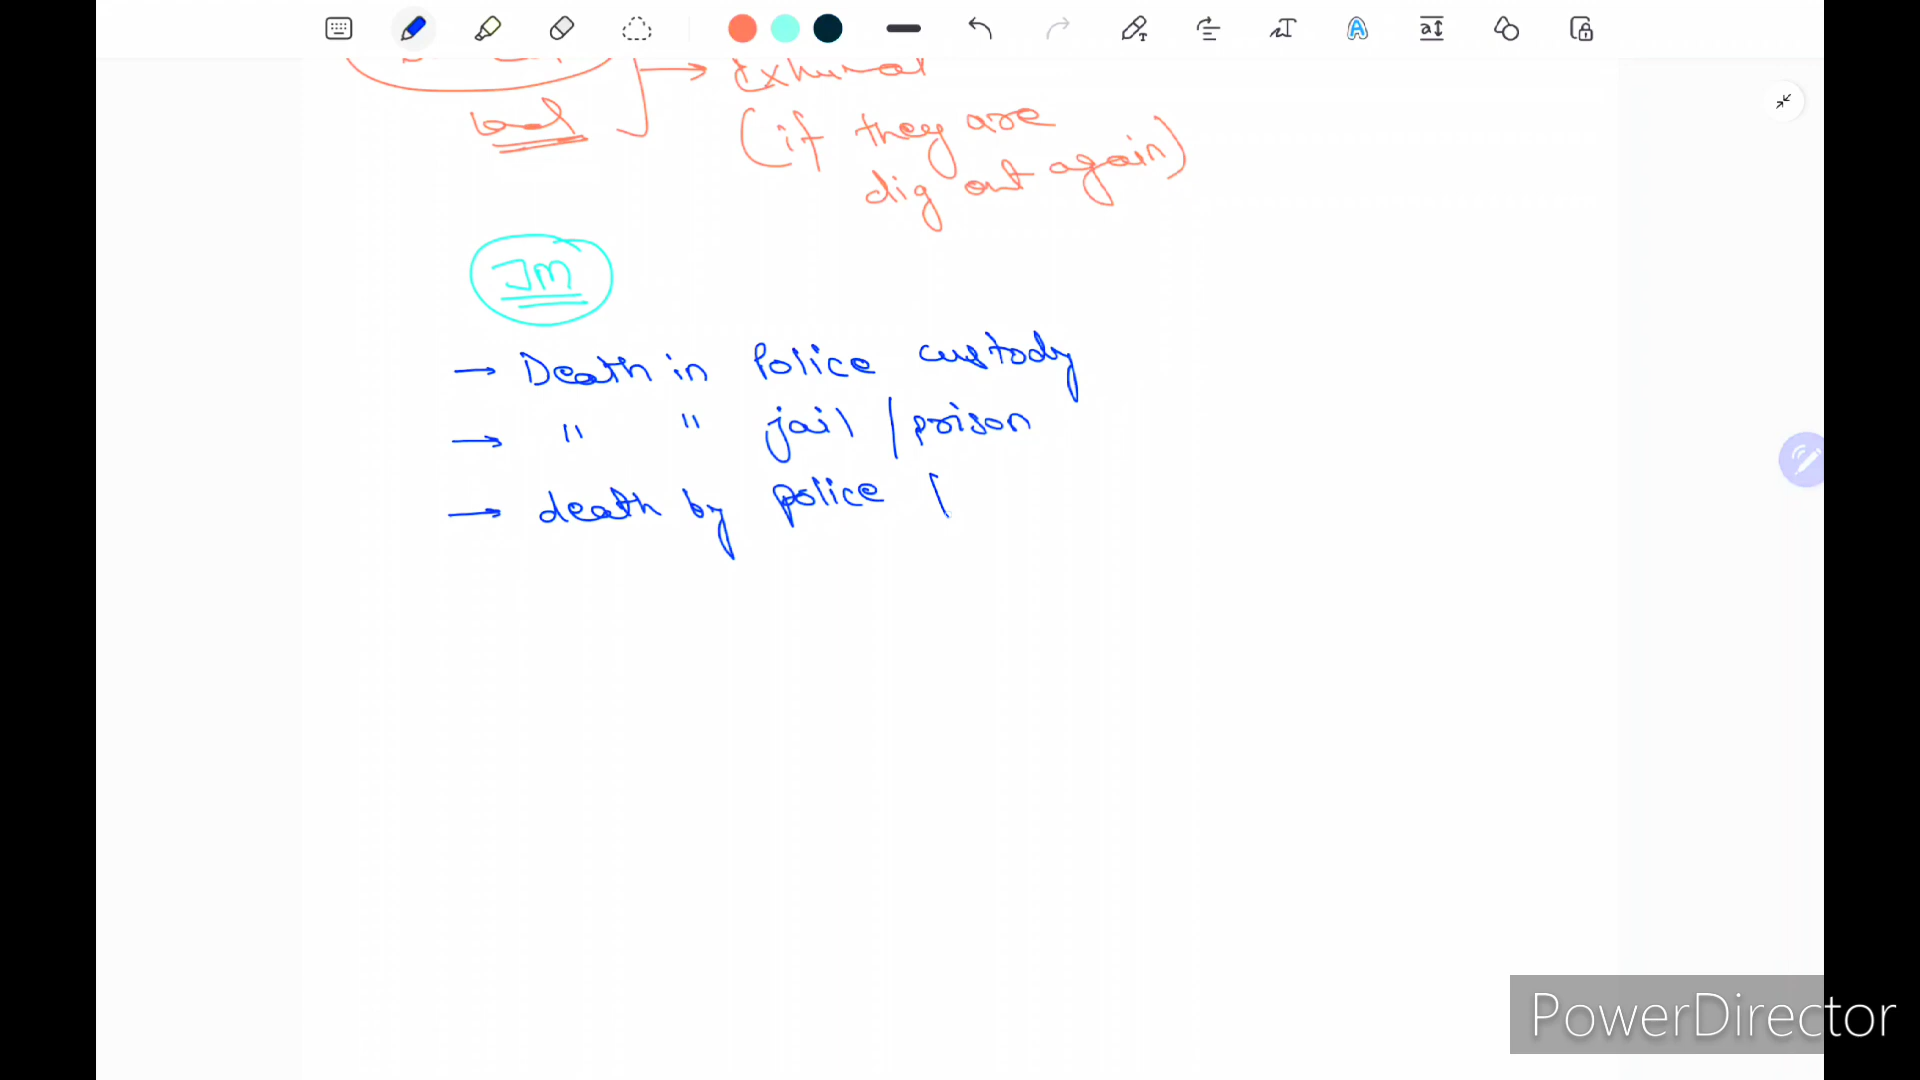 (if they are
dig out again)
JM
→ Death in Police custody
→ " " jail / prison
→ death by police (
PowerDirector